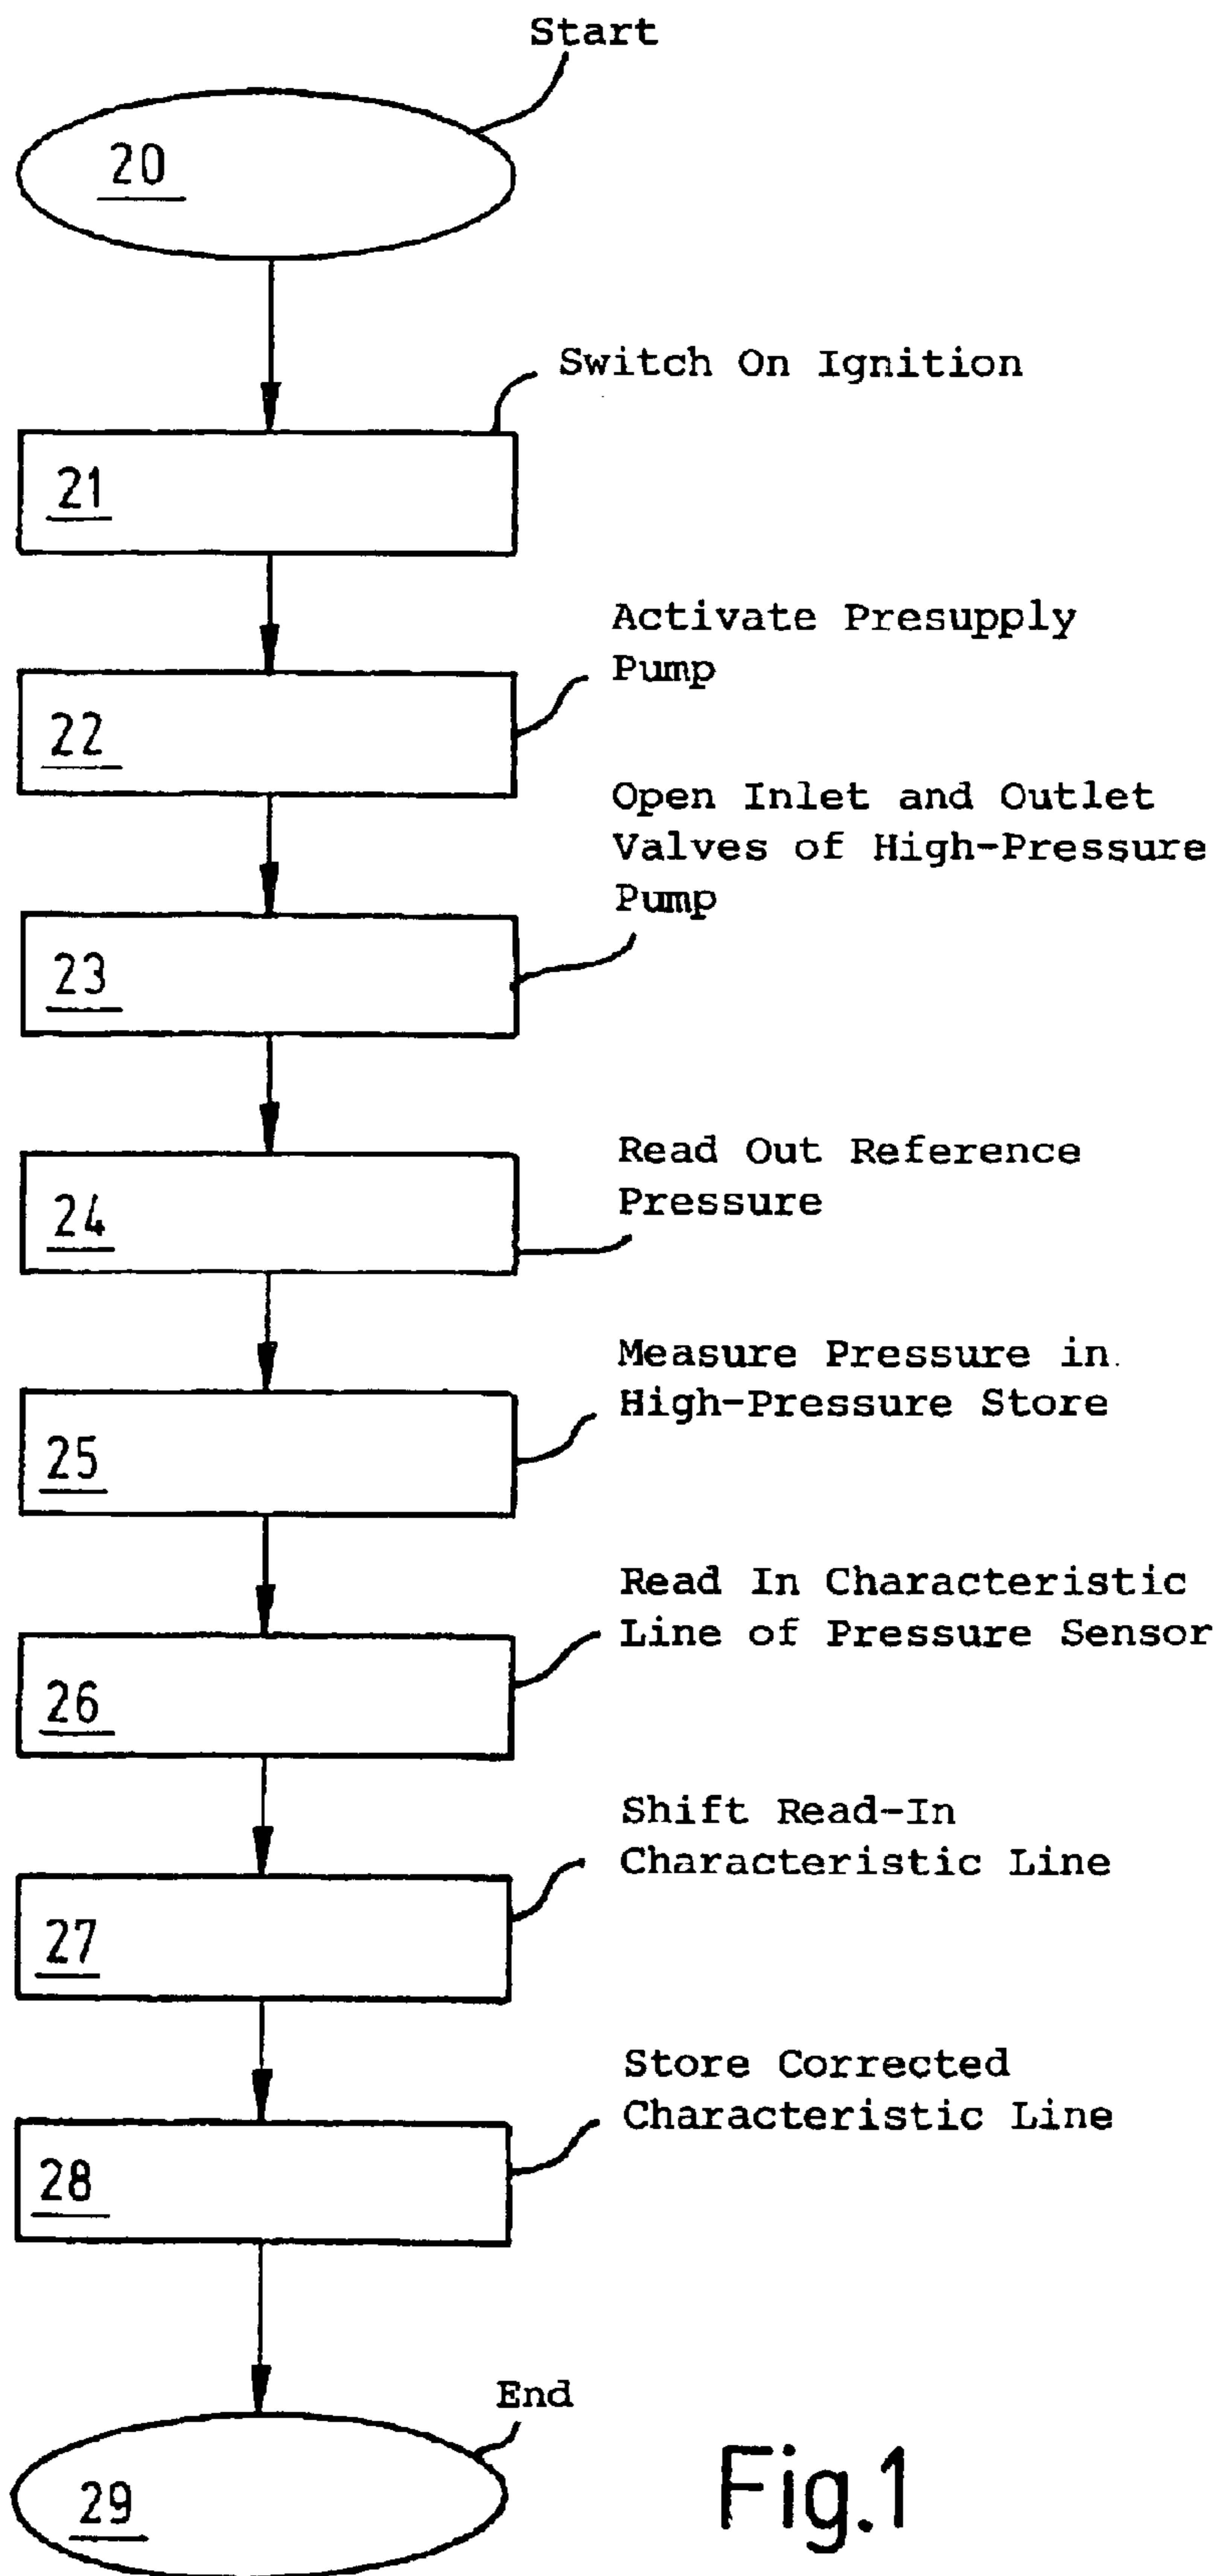 Start
20
Switch On Ignition
21
Activate Presupply
Pump
22
Open Inlet and Outlet
Valves of High-Pressure
Pump
23
Read Out Reference
Pressure
24
Measure Pressure in
High-Pressure Store
25
Read In Characteristic
Line of Pressure Sensor
26
Shift Read-In
Characteristic Line
27
Store Corrected
Characteristic Line
28
End
29
Fig.1